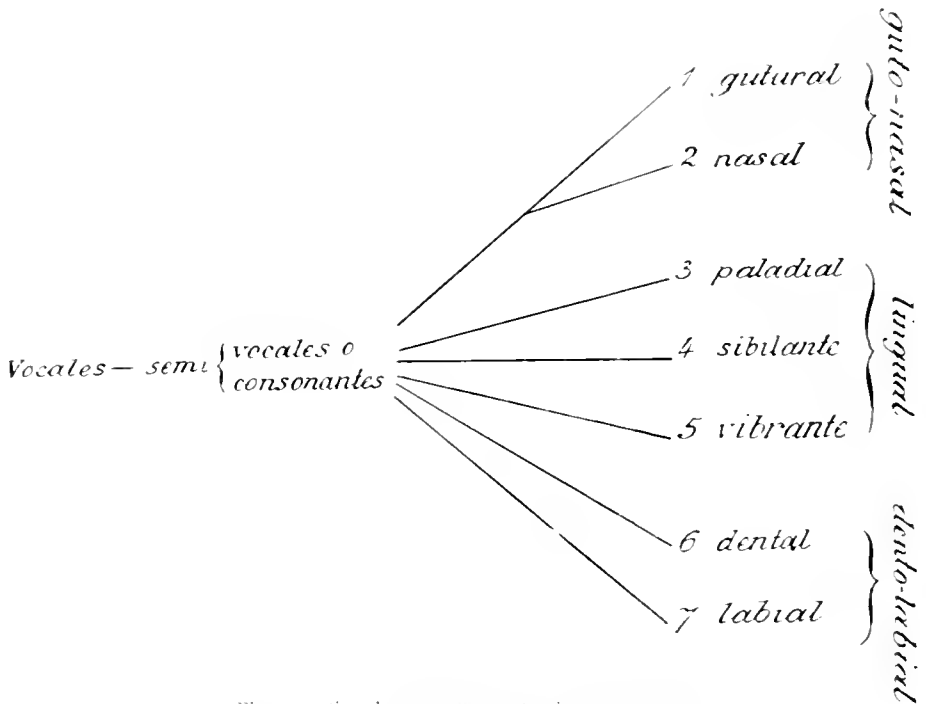 guto-nasal
1 gutural
2 nasal
3 paladial
lingual
Vocales — semi { vocales o
consonantes
4 sibilante
5 vibrante
6 dental
dento-labial
7 labial